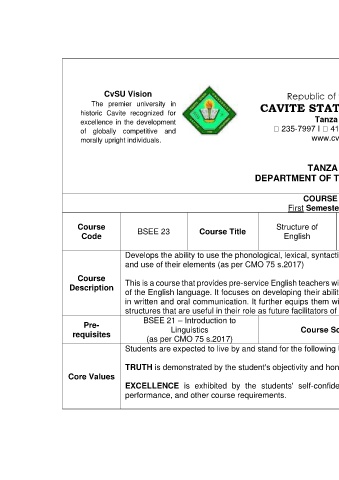 CvSU Vision
The premier university in
historic Cavite recognized for
excellence in the development
of globally competitive and
morally upright individuals.
Republic of
CAVITE STAT
Tanza
235-7997 I 41
www.cv
TANZA
DEPARTMENT OF T
COURSE
First Semeste
Course
Code
BSEE 23
Course Title
Structure of
English
Course
Description
Develops the ability to use the phonological, lexical, syntacti
and use of their elements (as per CMO 75 s.2017)
This is a course that provides pre-service English teachers wi
of the English language. It focuses on developing their abilit
in written and oral communication. It further equips them wi
structures that are useful in their role as future facilitators of
Pre-
requisites
BSEE 21 – Introduction to
Linguistics
(as per CMO 75 s.2017)
Course Sc
Core Values
Students are expected to live by and stand for the following
TRUTH is demonstrated by the student's objectivity and hon
EXCELLENCE is exhibited by the students' self-confide
performance, and other course requirements.